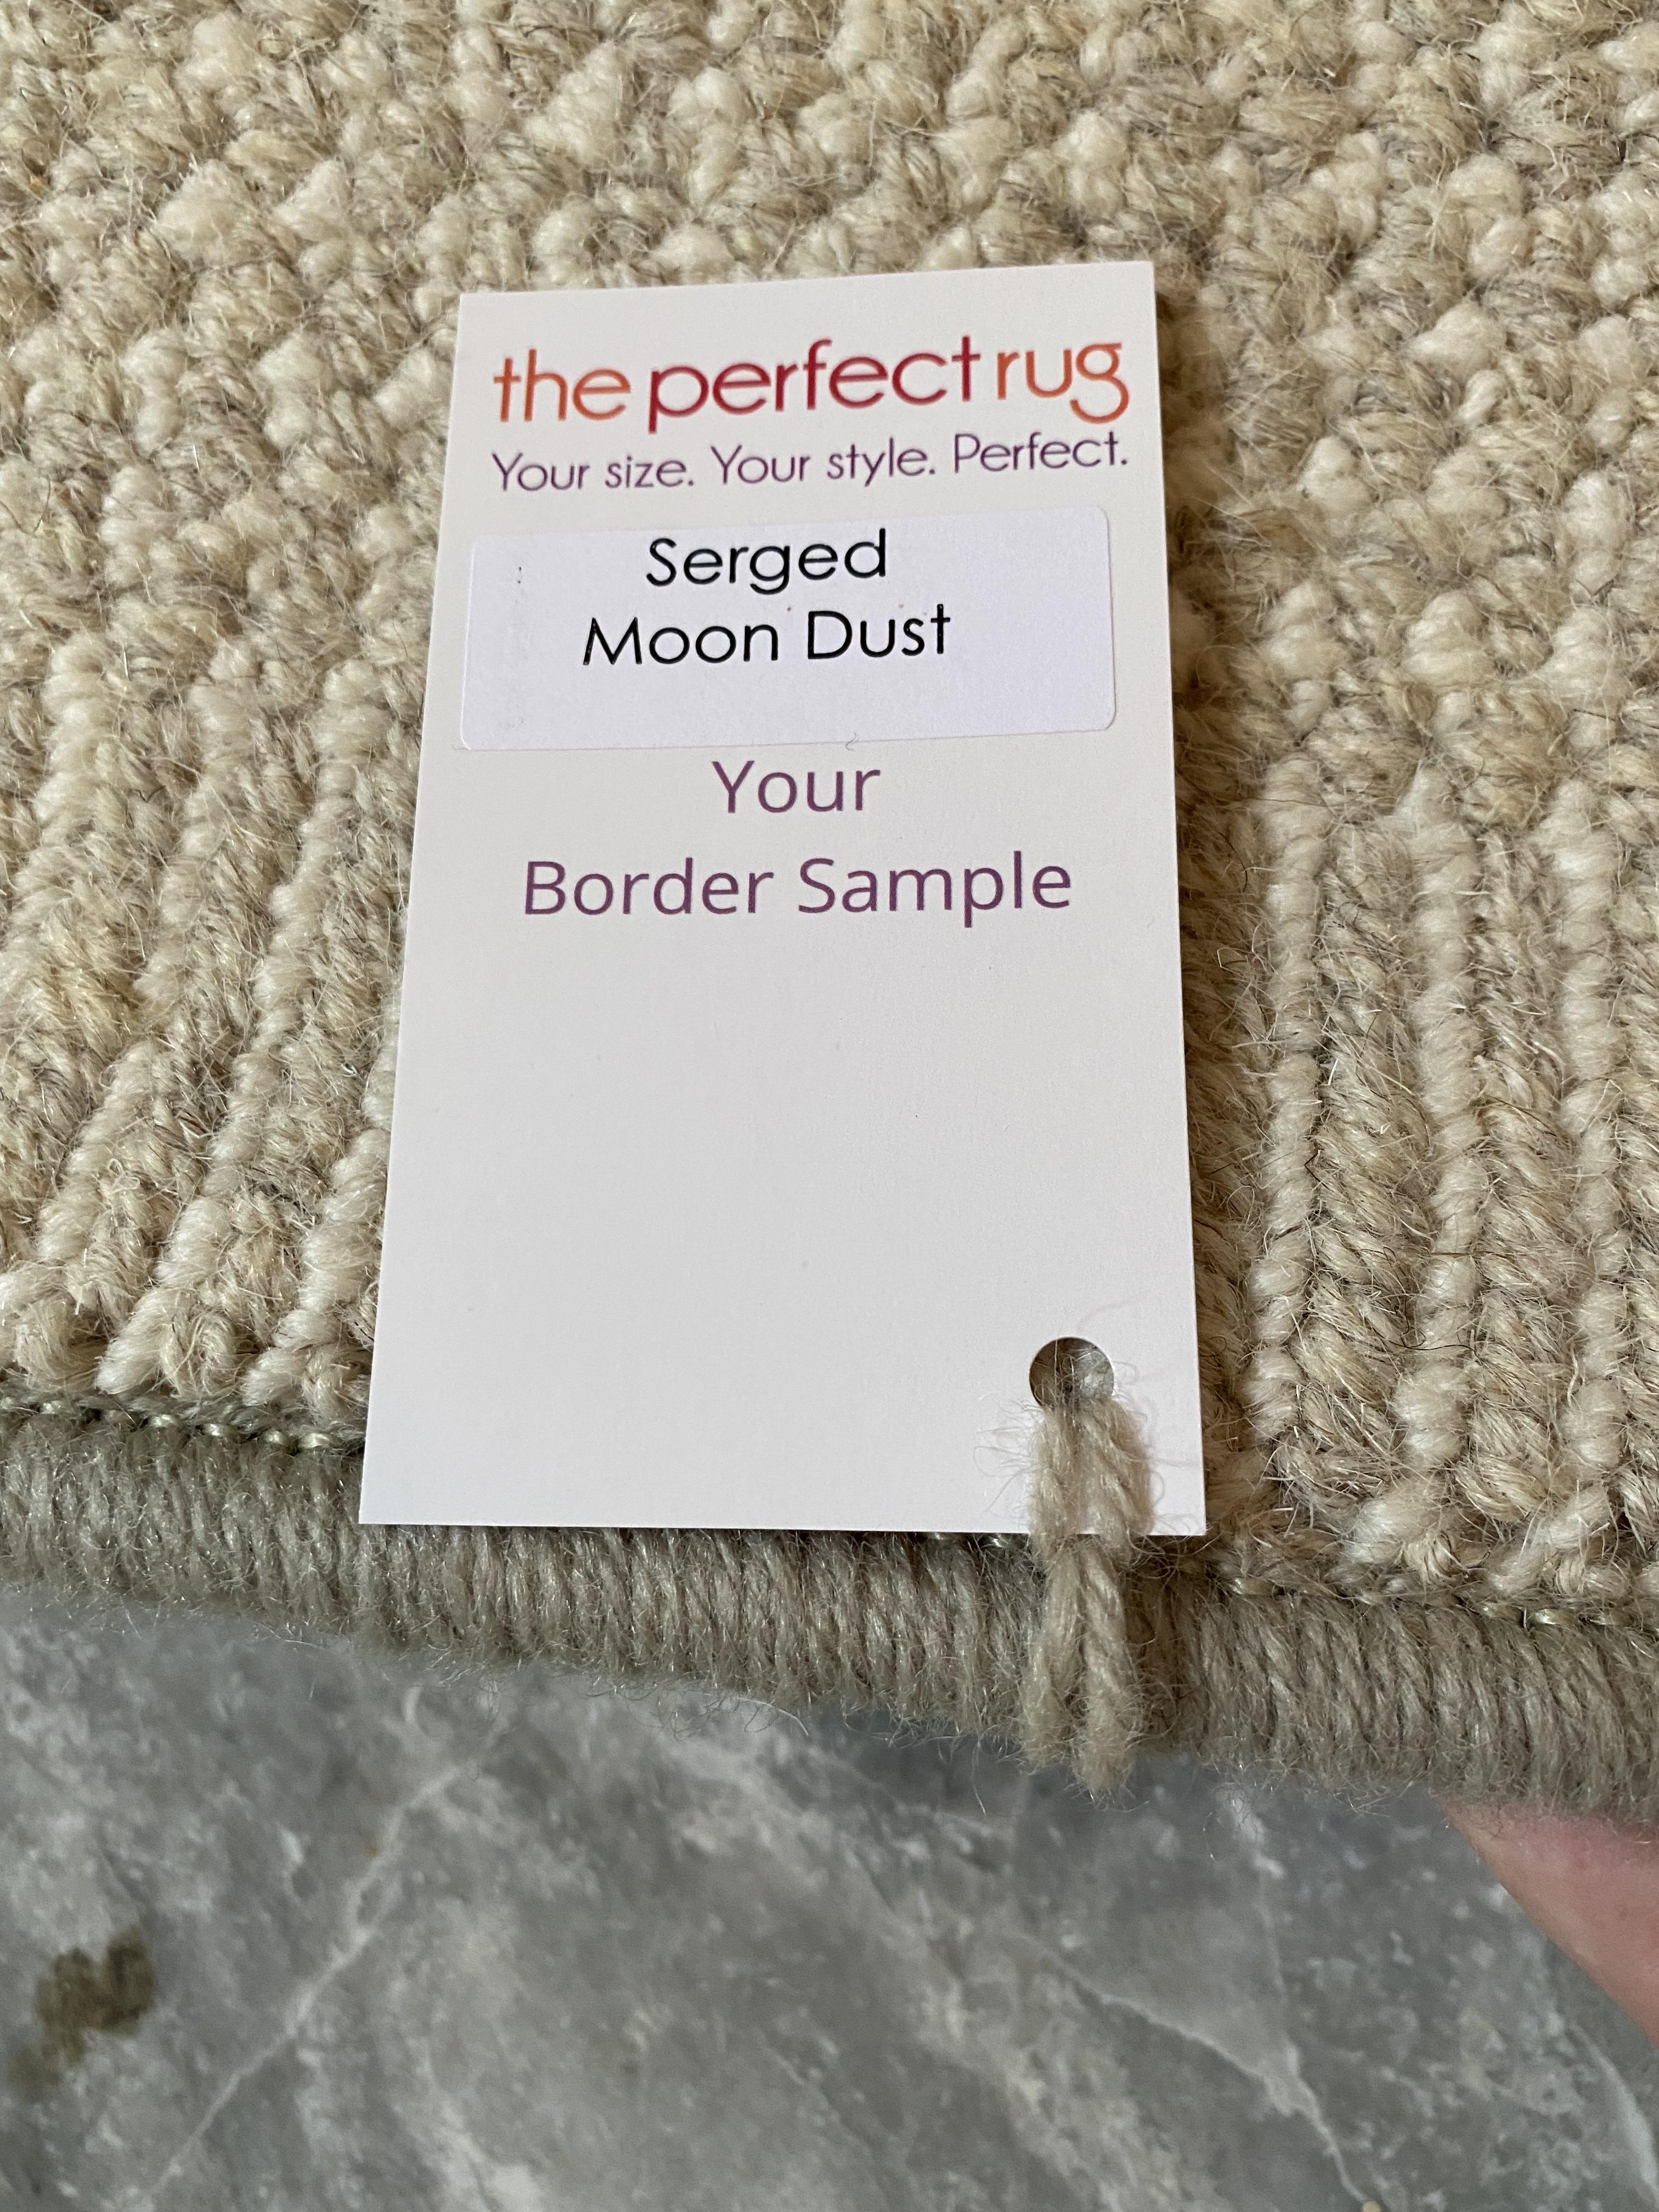 the perfect rug
Your size. Your style. Perfect.
Serged
Moon Dust
Your
Border Sample